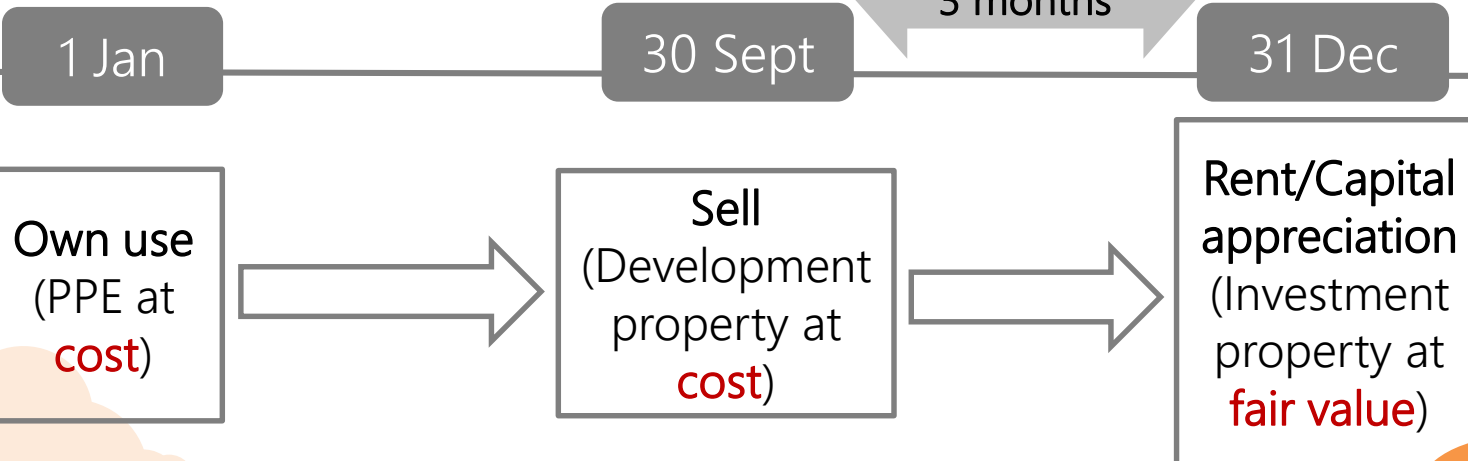 3 months
1 Jan
30 Sept
31 Dec
Own use
(PPE at
cost)
Sell
(Development
property at
cost)
Rent/Capital
appreciation
(Investment
property at
fair value)